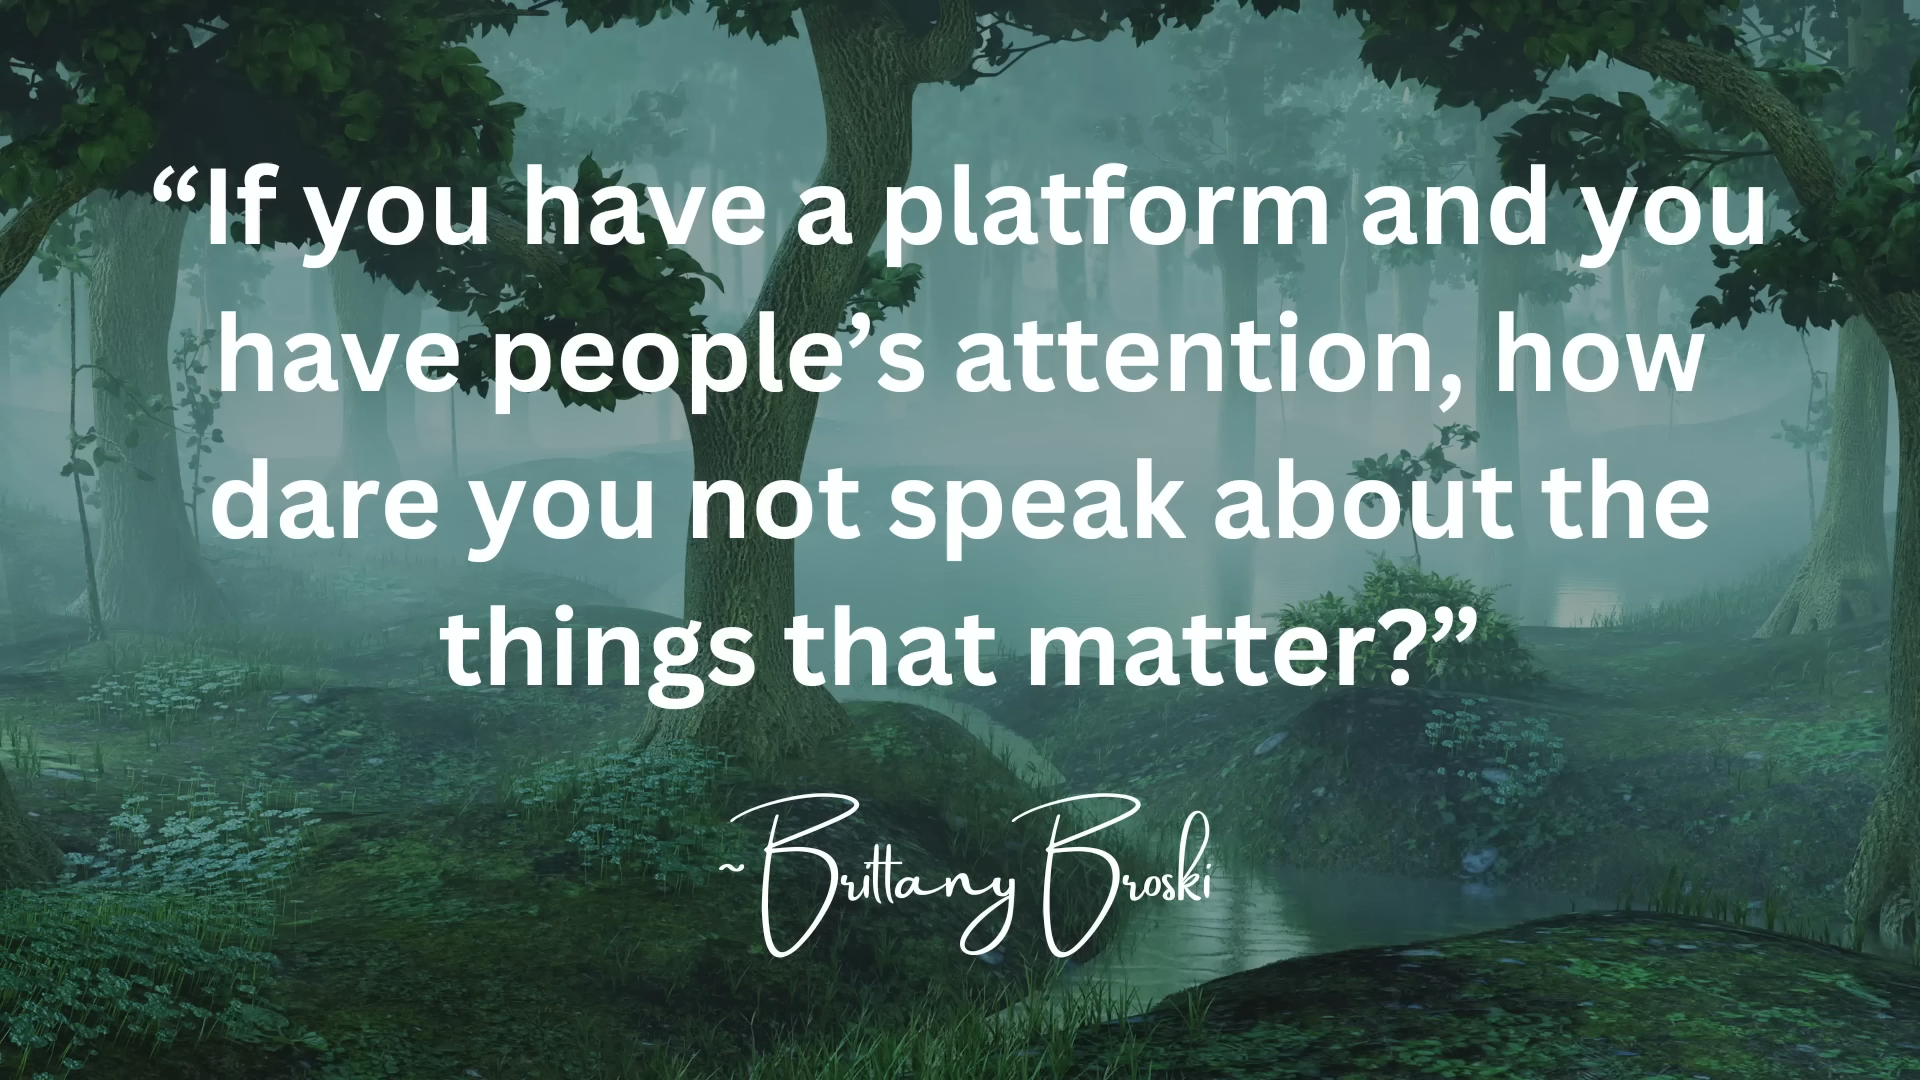 “If you have a platform and you
have people’s attention, how
dare you not speak about the
things that matter?”
~Brittany Broski